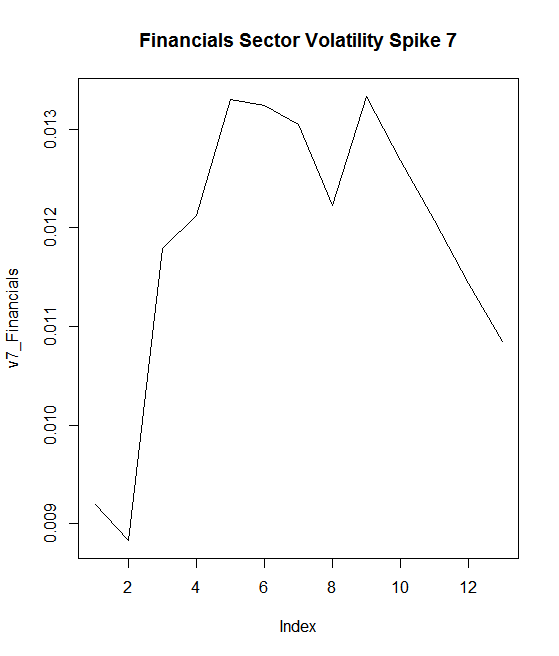 Financials Sector Volatility Spike 7
v7_Financials
0.013
0.012
0.011
0.010
0.009
2 4 6 8 10 12
Index